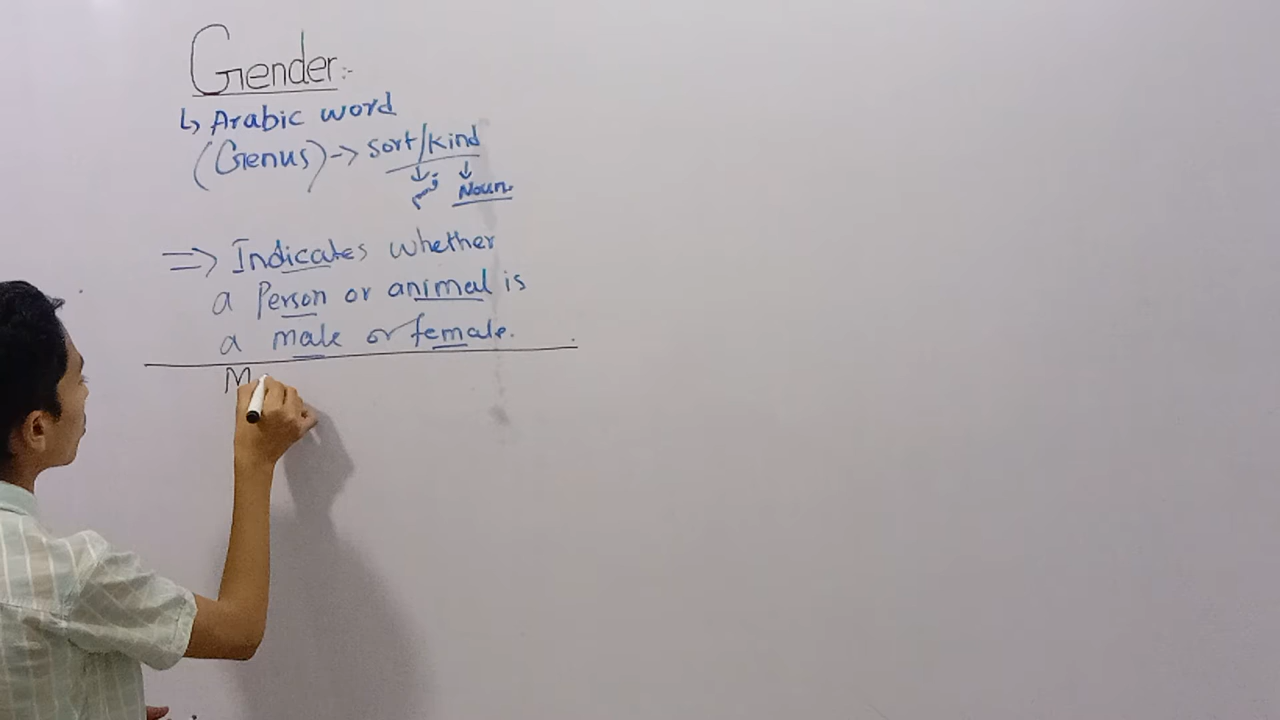 Gender:-
↳ Arabic word
(Genus) -> Sort/Kind
↓ ↓
قسم Noun.
=> Indicates whether
a Person or animal is
a male or female.
M